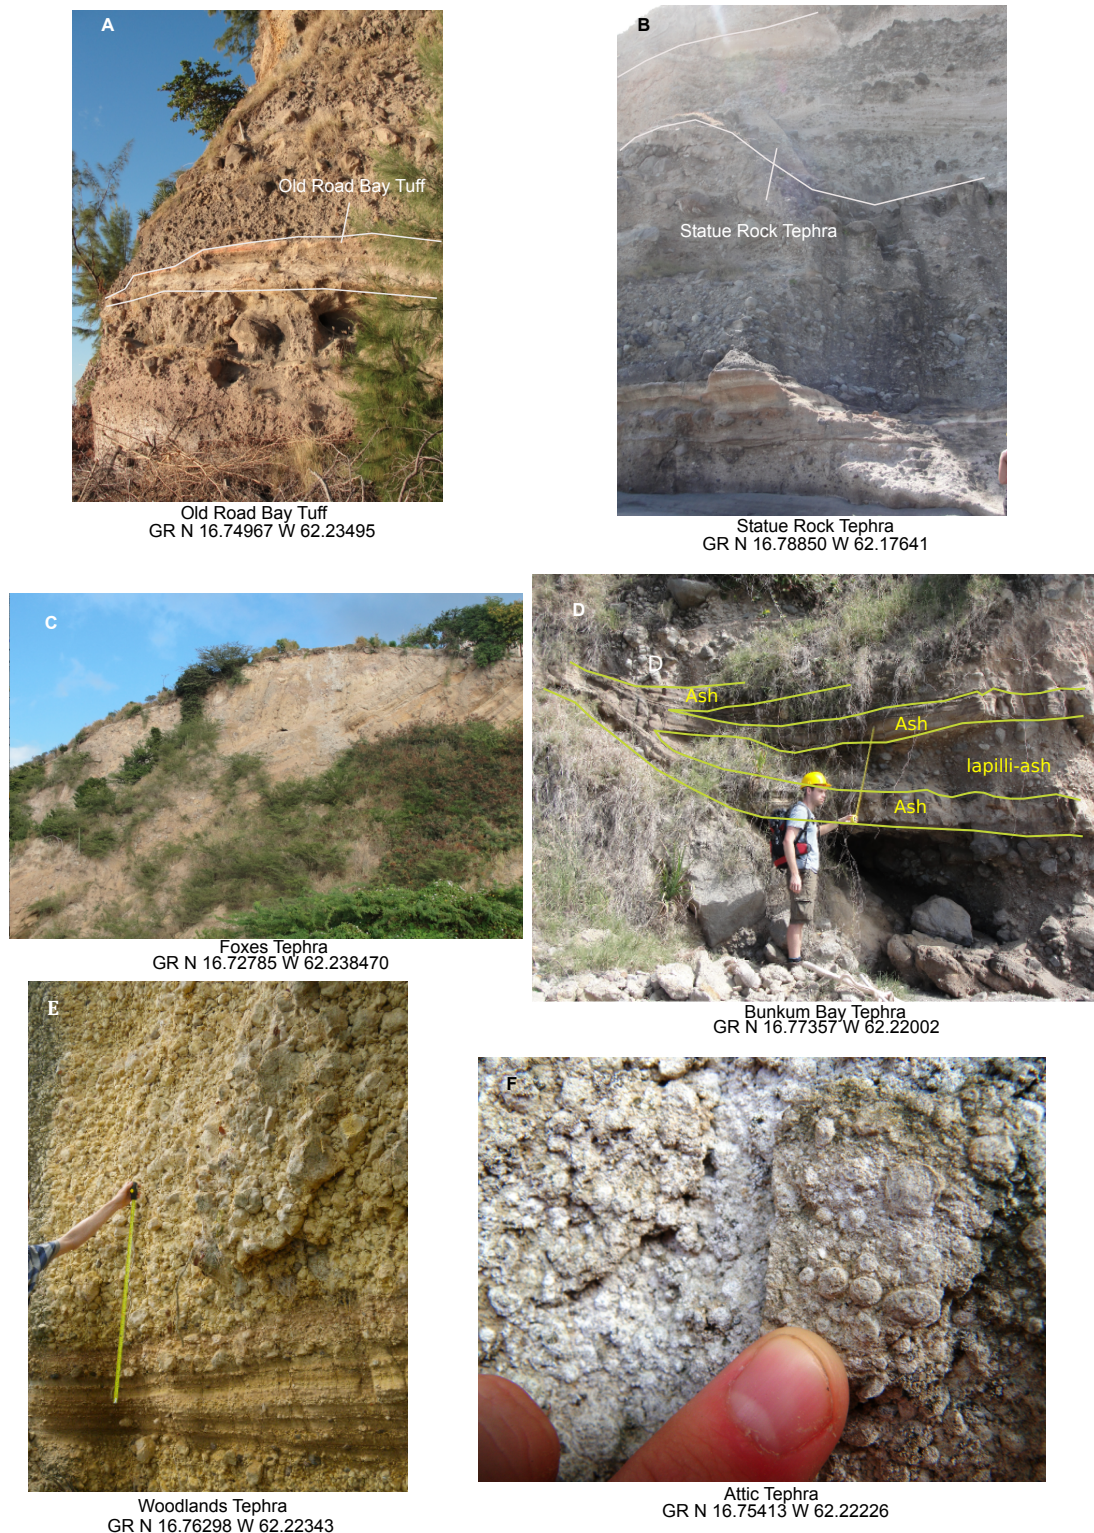 A
Old Road Bay Tuff
Old Road Bay Tuff
GR N 16.74967 W 62.23495
B
Statue Rock Tephra
Statue Rock Tephra
GR N 16.78850 W 62.17641
C
Foxes Tephra
GR N 16.72785 W 62.238470
D
D
Ash
Ash
lapilli-ash
Ash
Bunkum Bay Tephra
GR N 16.77357 W 62.22002
E
Woodlands Tephra
GR N 16.76298 W 62.22343
F
Attic Tephra
GR N 16.75413 W 62.22226